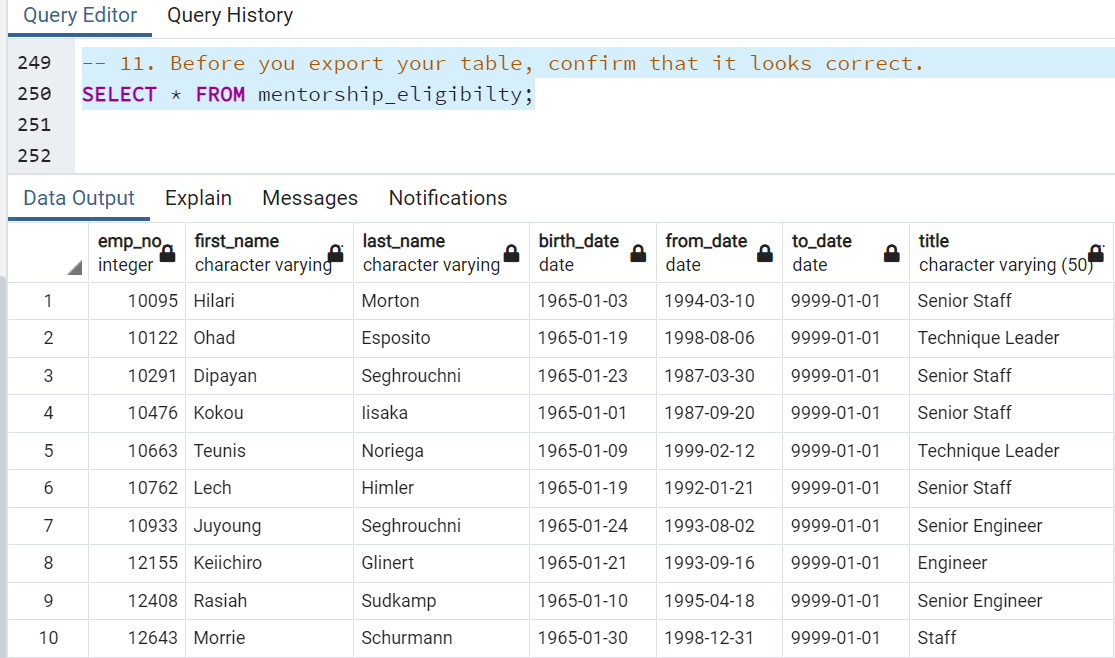 Query Editor Query History
249 -- 11. Before you export your table, confirm that it looks correct.
250 SELECT * FROM mentorship_eligibilty;
251
252
Data Output Explain Messages Notifications
emp_no first_name last_name birth_date from_date to_date title
integer character varying character varying date date date character varying (50)
1 10095 Hilari Morton 1965-01-03 1994-03-10 9999-01-01 Senior Staff
2 10122 Ohad Esposito 1965-01-19 1998-08-06 9999-01-01 Technique Leader
3 10291 Dipayan Seghrouchni 1965-01-23 1987-03-30 9999-01-01 Senior Staff
4 10476 Kokou Iisaka 1965-01-01 1987-09-20 9999-01-01 Senior Staff
5 10663 Teunis Noriega 1965-01-09 1999-02-12 9999-01-01 Technique Leader
6 10762 Lech Himler 1965-01-19 1992-01-21 9999-01-01 Senior Staff
7 10933 Juyoung Seghrouchni 1965-01-24 1993-08-02 9999-01-01 Senior Engineer
8 12155 Keiichiro Glinert 1965-01-21 1993-09-16 9999-01-01 Engineer
9 12408 Rasiah Sudkamp 1965-01-10 1995-04-18 9999-01-01 Senior Engineer
10 12643 Morrie Schurmann 1965-01-30 1998-12-31 9999-01-01 Staff